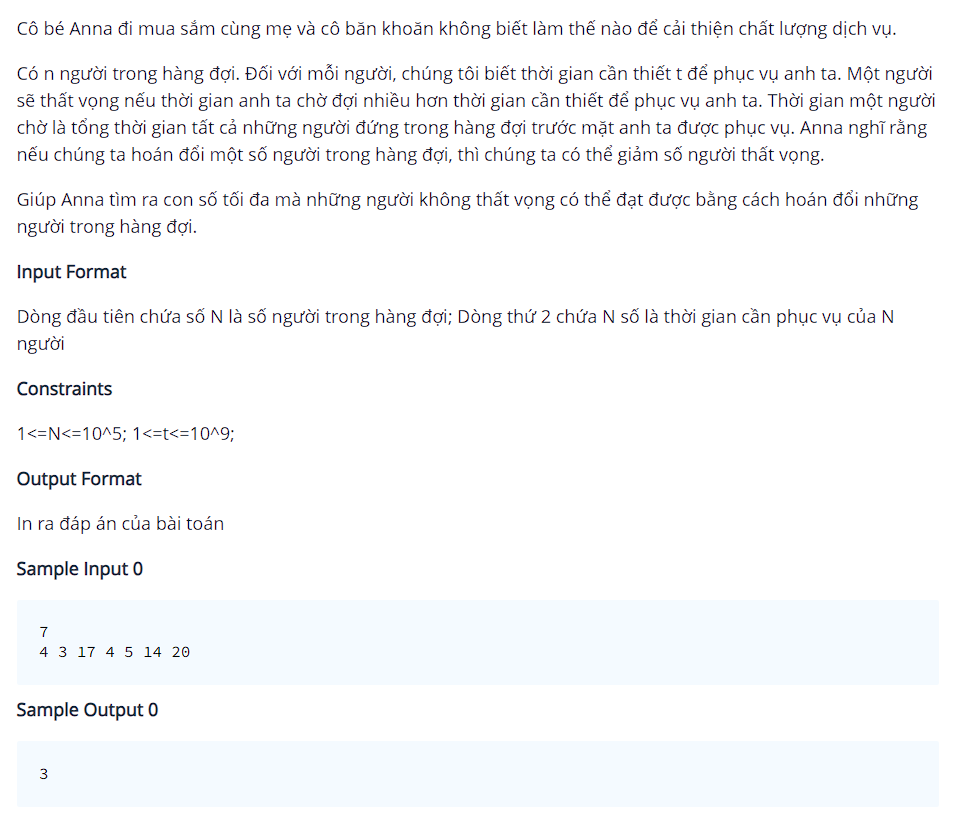 Cô bé Anna đi mua sắm cùng mẹ và cô băn khoăn không biết làm thế nào để cải thiện chất lượng dịch vụ.
Có n người trong hàng đợi. Đối với mỗi người, chúng tôi biết thời gian cần thiết t để phục vụ anh ta. Một người
sẽ thất vọng nếu thời gian anh ta chờ đợi nhiều hơn thời gian cần thiết để phục vụ anh ta. Thời gian một người
chờ là tổng thời gian tất cả những người đứng trong hàng đợi trước mặt anh ta được phục vụ. Anna nghĩ rằng
nếu chúng ta hoán đổi một số người trong hàng đợi, thì chúng ta có thể giảm số người thất vọng.
Giúp Anna tìm ra con số tối đa mà những người không thất vọng có thể đạt được bằng cách hoán đổi những
người trong hàng đợi.
Input Format
Dòng đầu tiên chứa số N là số người trong hàng đợi; Dòng thứ 2 chứa N số là thời gian cần phục vụ của N
người
Constraints
1<=N<=10^5; 1<=t<=10^9;
Output Format
In ra đáp án của bài toán
Sample Input 0
7
4 3 17 4 5 14 20
Sample Output 0
3